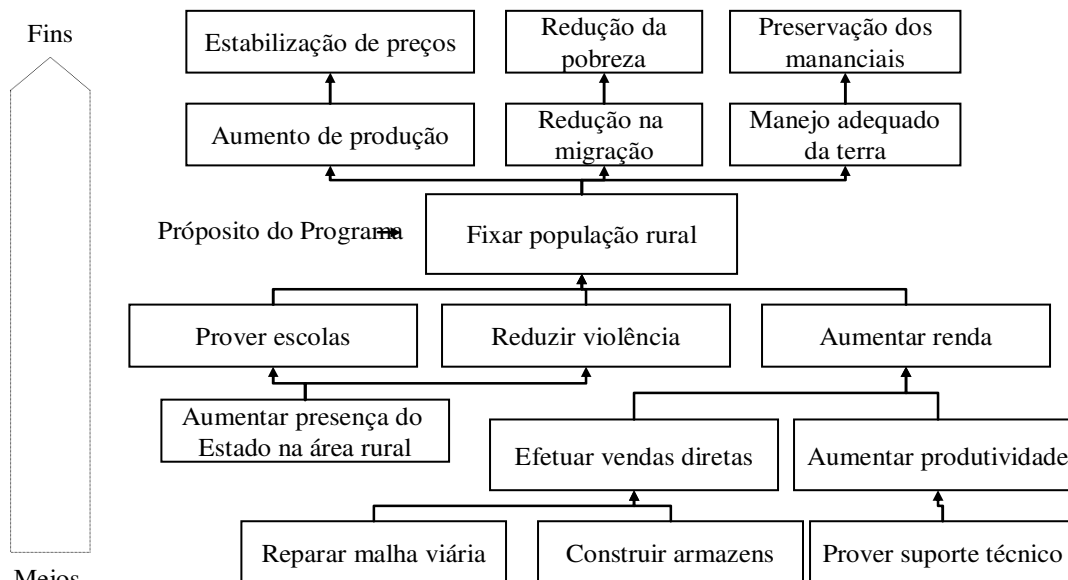 Fins
Estabilização de preços
Redução da
pobreza
Preservação dos
mananciais
Aumento de produção
Redução na
migração
Manejo adequado
da terra
Próposito do Programa
Fixar população rural
Prover escolas
Reduzir violência
Aumentar renda
Aumentar presença do
Estado na área rural
Efetuar vendas diretas
Aumentar produtividade
Reparar malha viária
Construir armazens
Prover suporte técnico
Meios